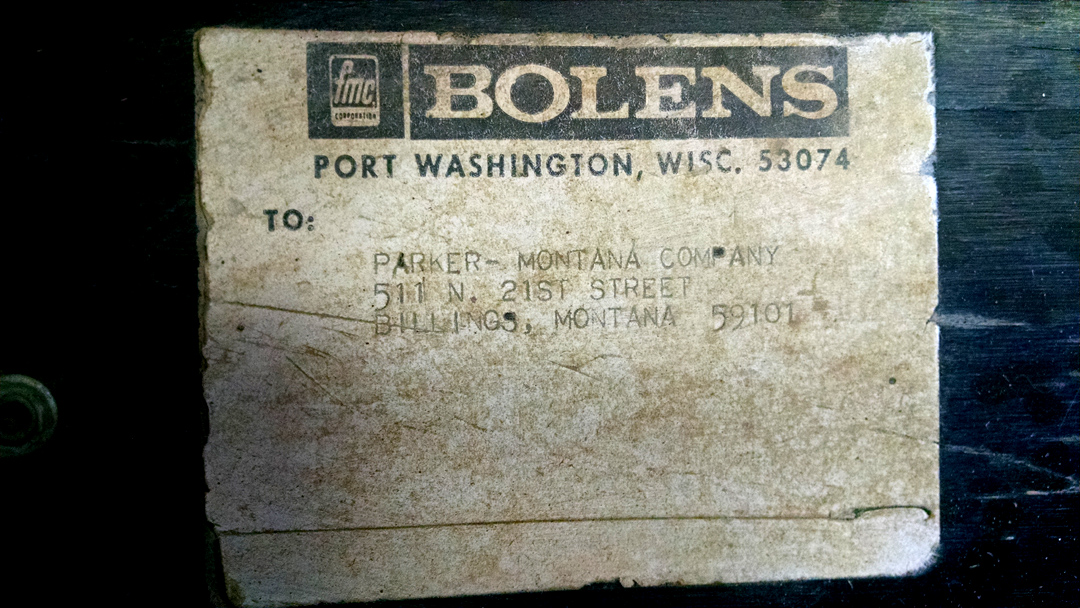 fmc
CORPORATION
BOLENS
PORT WASHINGTON, WISC. 53074
TO:
PARKER- MONTANA COMPANY
511 N. 21ST STREET
BILLINGS, MONTANA 59101